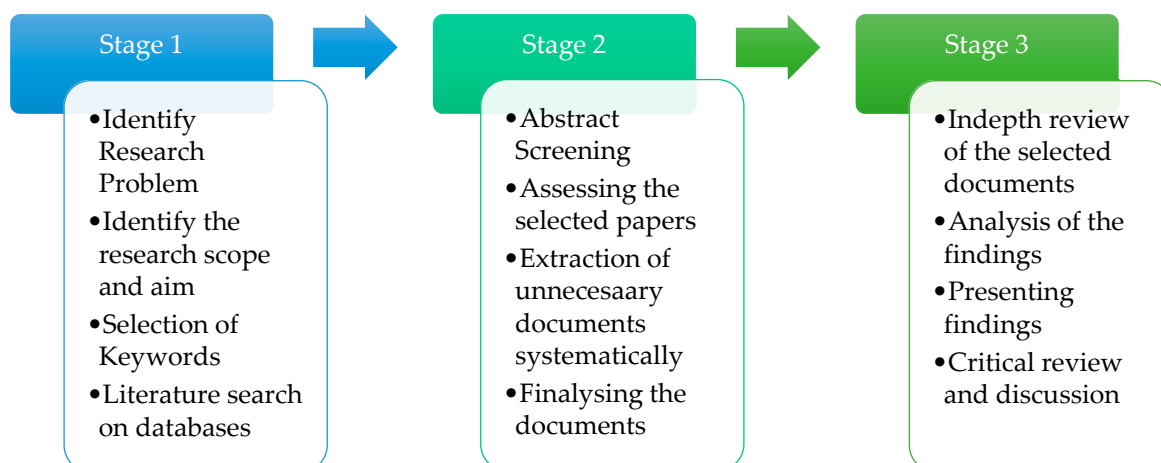 Stage 1
•Identify
Research
Problem
•Identify the
research scope
and aim
•Selection of
Keywords
•Literature search
on databases
Stage 2
•Abstract
Screening
•Assessing the
selected papers
•Extraction of
unnecesaary
documents
systematically
•Finalysing the
documents
Stage 3
•Indepth review
of the selected
documents
•Analysis of the
findings
•Presenting
findings
•Critical review
and discussion